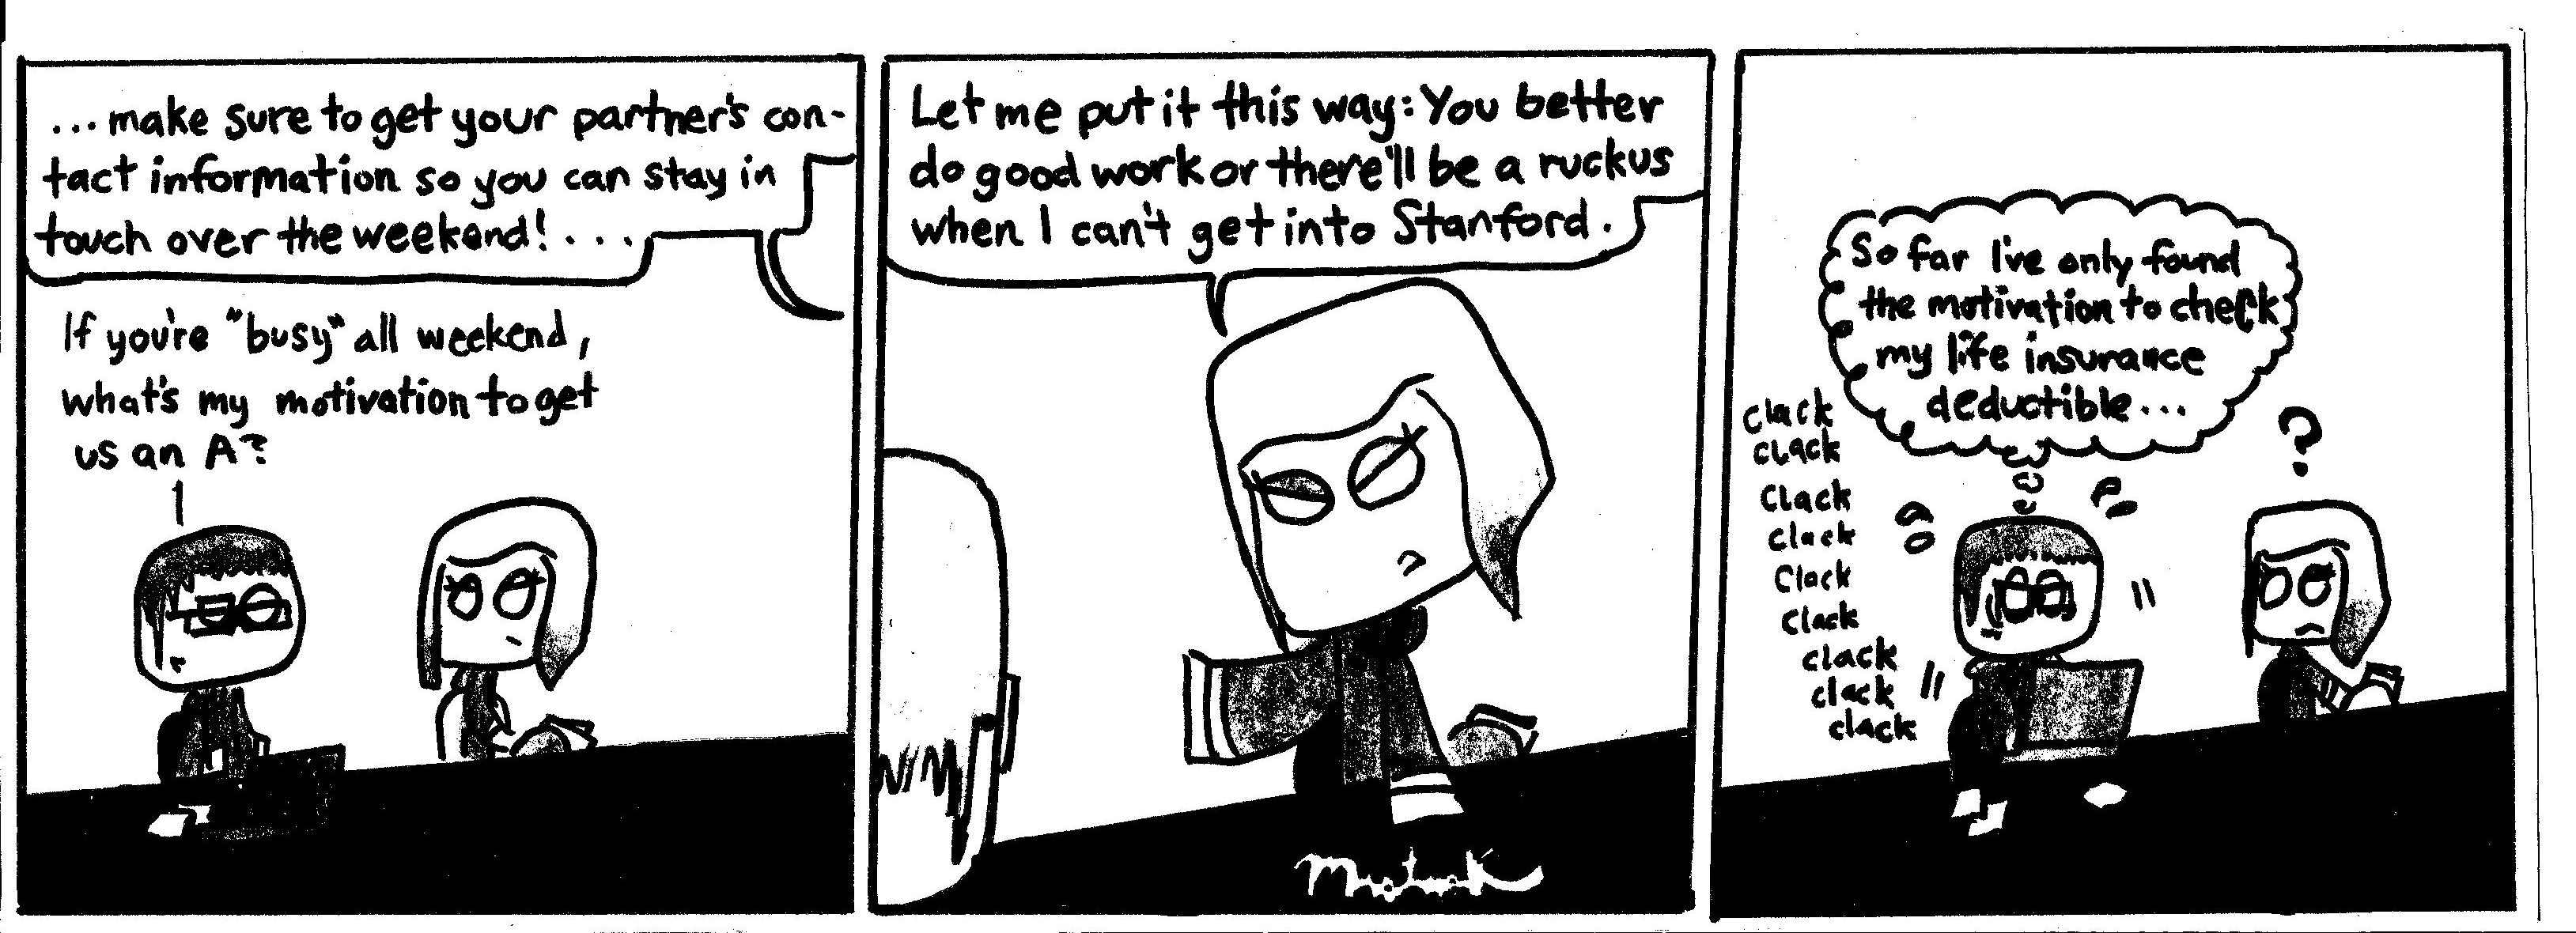 ...make sure to get your partner's con-
tact information so you can stay in
touch over the weekend!...
If you're "busy" all weekend,
what's my motivation to get
us an A?
Let me put it this way: You better
do good work or there'll be a ruckus
when I can't get into Stanford.
So far I've only found
the motivation to check
my life insurance
deductible...
clack
clack
Clack
Clack
Clack
Clack
clack
clack
clack
?